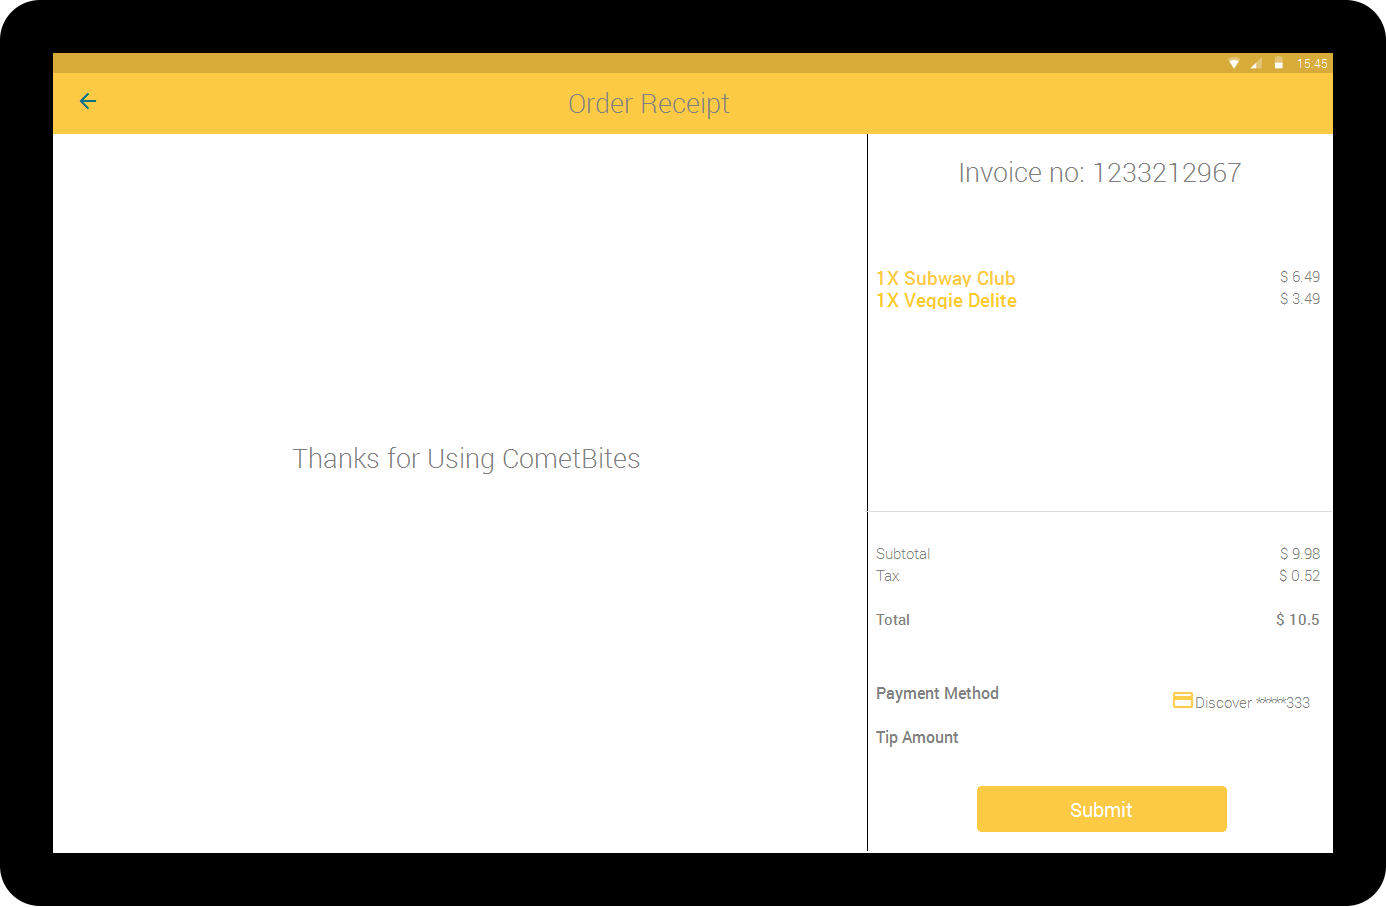 15:45
Order Receipt
Invoice no: 1233212967
1X Subway Club $ 6.49
1X Veggie Delite $ 3.49
Thanks for Using CometBites
Subtotal $ 9.98
Tax $ 0.52
Total $ 10.5
Payment Method Discover *****333
Tip Amount
Submit